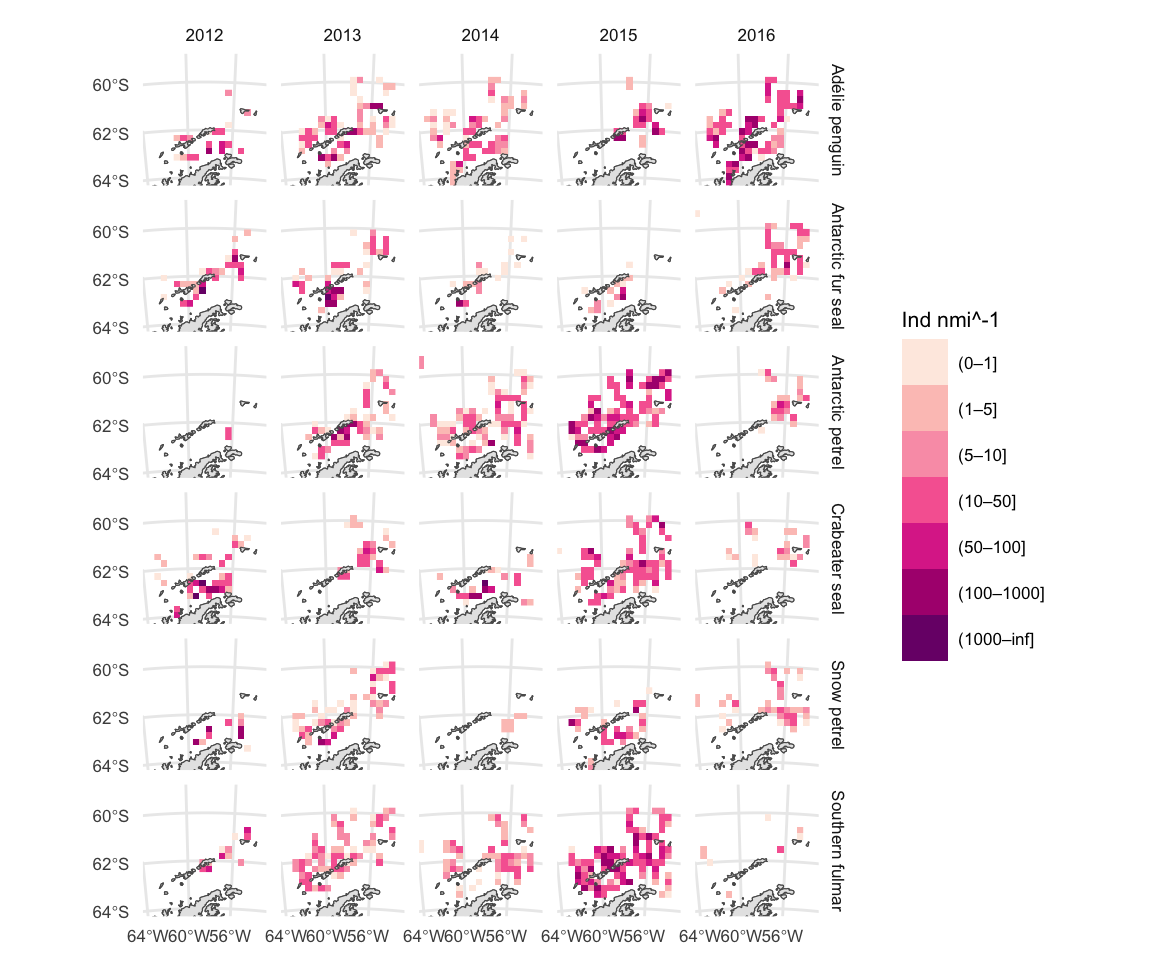 2012 2013 2014 2015 2016
60°S
62°S
64°S
Adélie penguin
60°S
62°S
64°S
Antarctic fur seal
60°S
62°S
64°S
Antarctic petrel
60°S
62°S
64°S
Crabeater seal
60°S
62°S
64°S
Snow petrel
60°S
62°S
64°S
Southern fulmar
64°W60°W56°W 64°W60°W56°W 64°W60°W56°W 64°W60°W56°W 64°W60°W56°W
Ind nmi^-1
(0–1]
(1–5]
(5–10]
(10–50]
(50–100]
(100–1000]
(1000–inf]